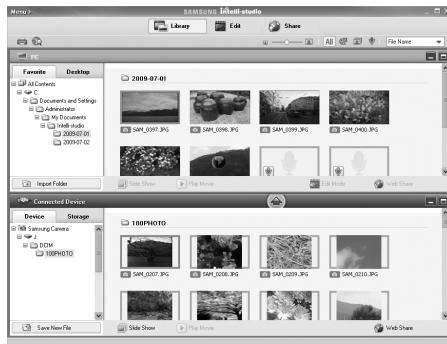 Menu > SAMSUNG intelli-studio
Library Edit Share
All File Name
PC
Favorite Desktop
2009-07-01
All Contents
C:
Documents and Settings
Administrator
My Documents
Intelli-studio
2009-07-01
2009-07-02
SAM_0397.JPG SAM_0398.JPG SAM_0399.JPG SAM_0400.JPG
Import Folder Slide Show Play Movie Edit Mode Web Share
Connected Device
Device Storage
100PHOTO
Samsung Camera
J:
DCIM
100PHOTO
SAM_0207.JPG SAM_0208.JPG SAM_0209.JPG SAM_0210.JPG
Save New File Slide Show Play Movie Web Share